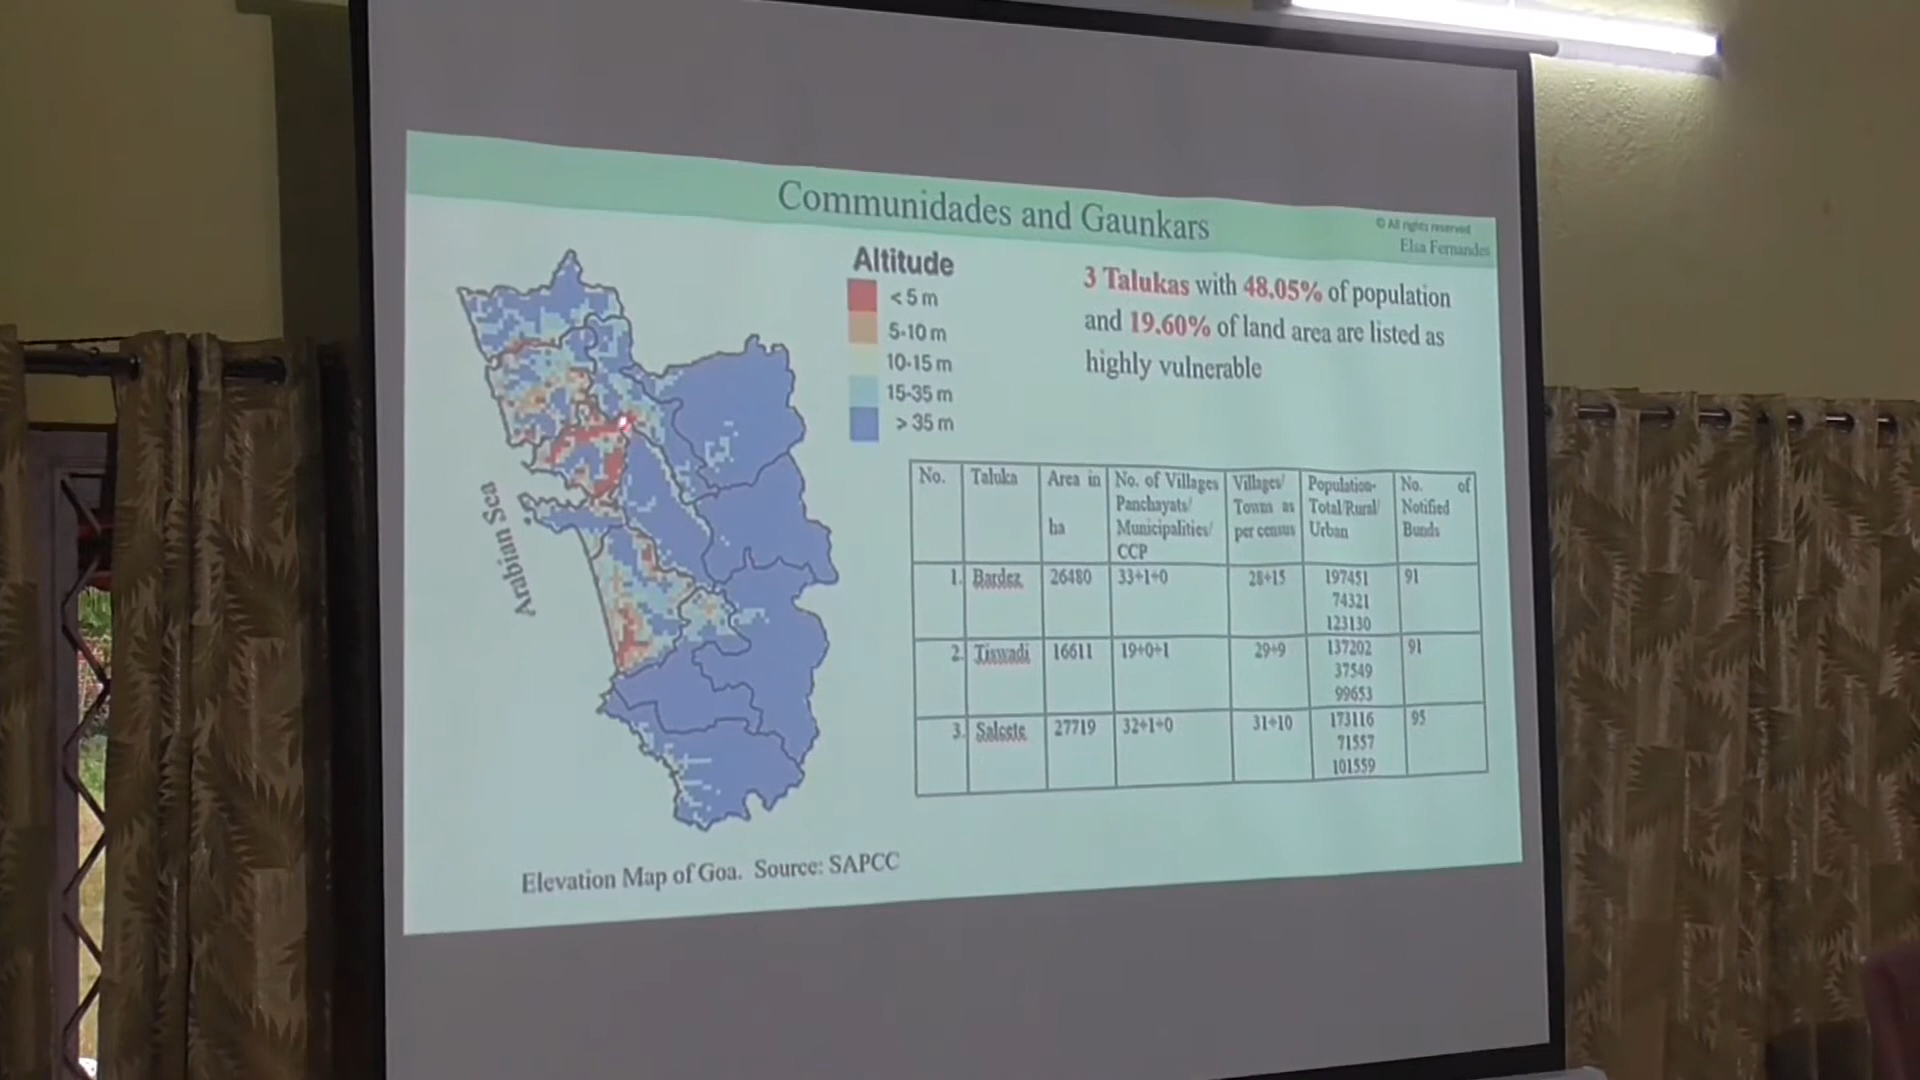 Communidades and Gaunkars
© All rights reserved
Elsa Fernandes
Altitude
< 5 m
5-10 m
10-15 m
15-35 m
> 35 m
Arabian Sea
3 Talukas with 48.05% of population
and 19.60% of land area are listed as
highly vulnerable
No. Taluka Area in ha No. of Villages Panchayats/ Municipalities/ CCP Villages/ Towns as per census Population- Total/Rural/ Urban No. of Notified Bunds
1. Bardez 26480 33+1+0 28+15 197451 74321 123130 91
2. Tiswadi 16611 19+0+1 29+9 137202 37549 99653 91
3. Salcete 27719 32+1+0 31+10 173116 71557 101559 95
Elevation Map of Goa. Source: SAPCC